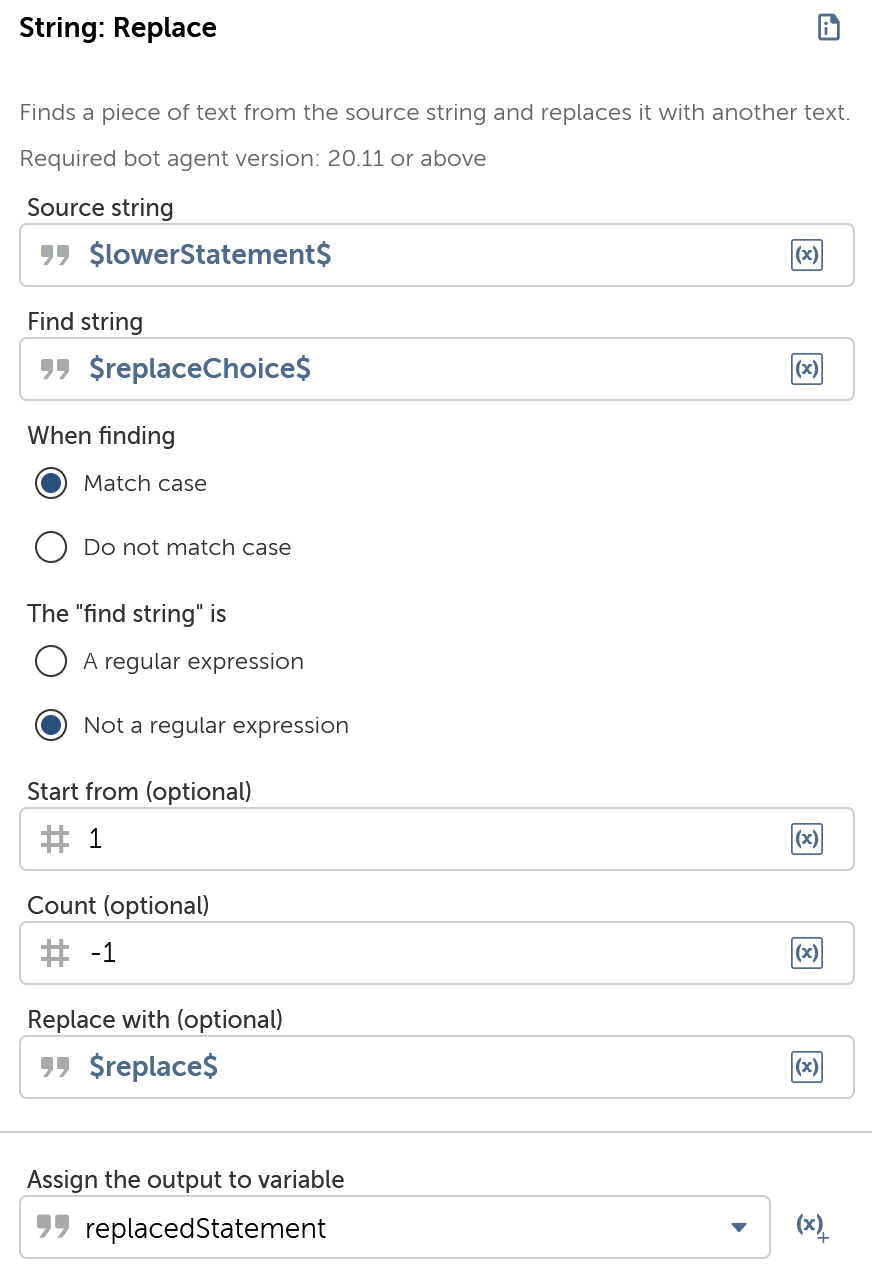 String: Replace
Finds a piece of text from the source string and replaces it with another text.
Required bot agent version: 20.11 or above
Source string
$lowerStatement$
(x)
Find string
$replaceChoice$
(x)
When finding
Match case
Do not match case
The "find string" is
A regular expression
Not a regular expression
Start from (optional)
# 1
(x)
Count (optional)
# -1
(x)
Replace with (optional)
$replace$
(x)
Assign the output to variable
replacedStatement
(x)+